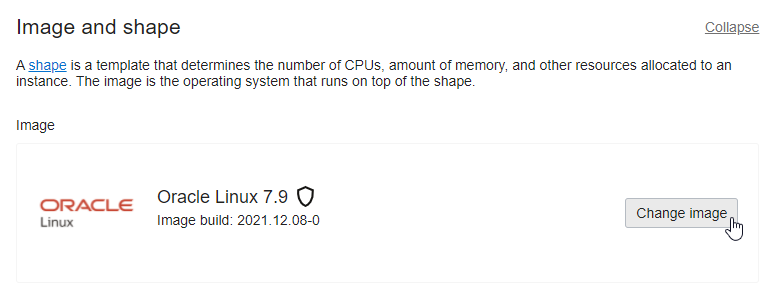 Image and shape
Collapse
A shape is a template that determines the number of CPUs, amount of memory, and other resources allocated to an
instance. The image is the operating system that runs on top of the shape.
Image
ORACLE
Linux
Oracle Linux 7.9
Image build: 2021.12.08-0
Change image